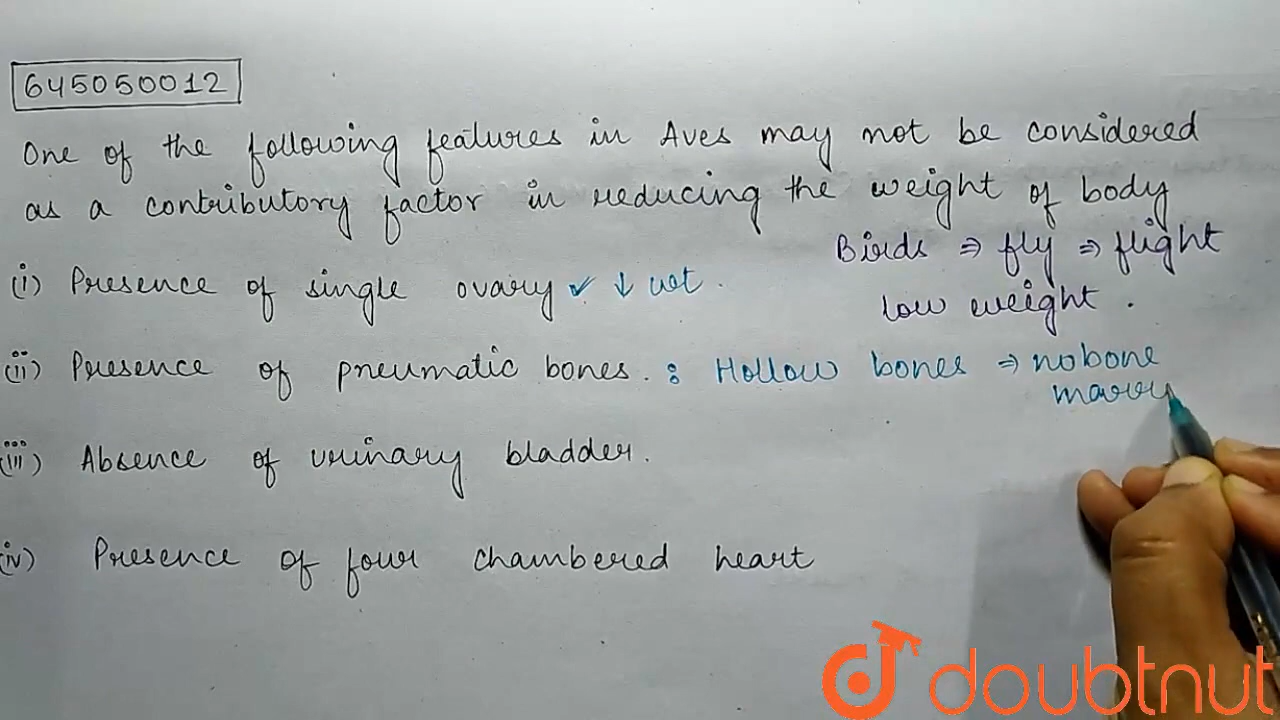 645050012
One of the following features in Aves may not be considered
as a contributory factor in reducing the weight of body
Birds ⇒ fly ⇒ flight
low weight.
(i) Presence of single ovary ✓ ↓ wt.
(ii) Presence of pneumatic bones. : Hollow bones ⇒ no bone
marro
(iii) Absence of urinary bladder.
(iv) Presence of four chambered heart
doubtnut